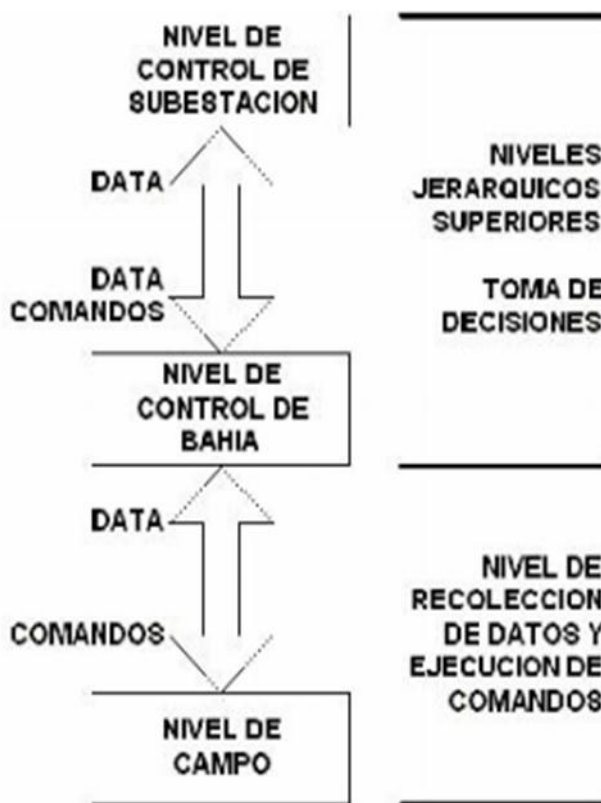 NIVEL DE
CONTROL DE
SUBESTACION
DATA
DATA
COMANDOS
NIVEL DE
CONTROL DE
BAHIA
DATA
COMANDOS
NIVEL DE
CAMPO
NIVELES
JERARQUICOS
SUPERIORES
TOMA DE
DECISIONES
NIVEL DE
RECOLECCION
DE DATOS Y
EJECUCION DE
COMANDOS